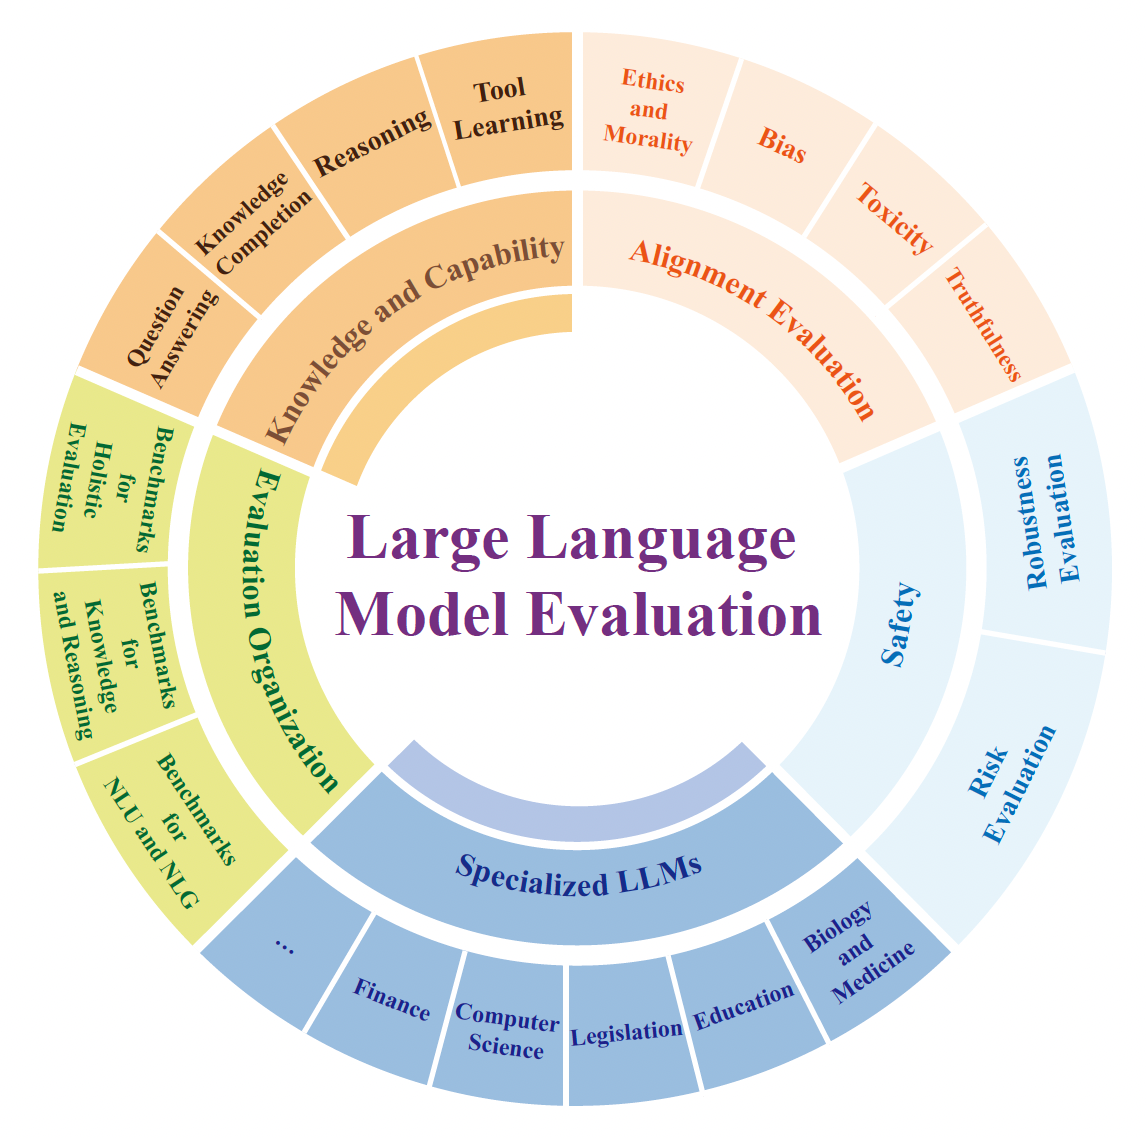 Large Language
Model Evaluation
Knowledge and Capability
Question
Answering
Knowledge
Completion
Reasoning
Tool
Learning
Alignment Evaluation
Ethics
and
Morality
Bias
Toxicity
Truthfulness
Safety
Robustness
Evaluation
Risk
Evaluation
Specialized LLMs
Biology
and
Medicine
Education
Legislation
Computer
Science
Finance
...
Evaluation Organization
Benchmarks
for
NLU and NLG
Benchmarks
for
Knowledge
and Reasoning
Benchmarks
for
Holistic
Evaluation